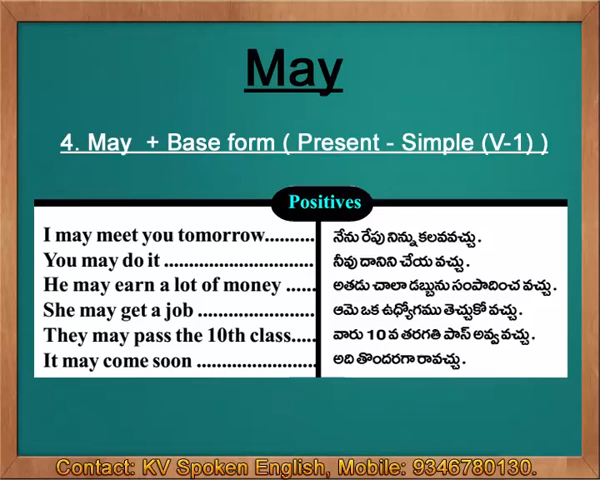 May
4. May + Base form ( Present - Simple (V-1) )
Positives
I may meet you tomorrow.......... నేను రేపు నిన్ను కలవవచ్చు.
You may do it .............................. నీవు దానిని చేయ వచ్చు.
He may earn a lot of money ...... అతడు చాలా డబ్బును సంపాదించ వచ్చు.
She may get a job ........................ ఆమె ఒక ఉద్యోగము తెచ్చుకో వచ్చు.
They may pass the 10th class..... వారు 10 వ తరగతి పాస్ అవ్వ వచ్చు.
It may come soon ........................ అది తొందరగా రావచ్చు.
Contact: KV Spoken English, Mobile: 9346780130.